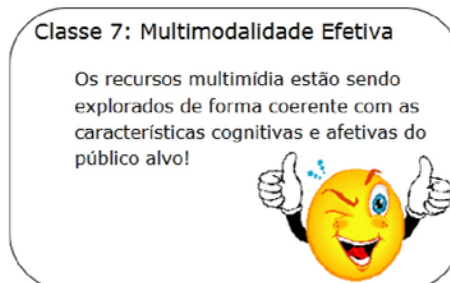 Classe 7: Multimodalidade Efetiva
Os recursos multimídia estão sendo
explorados de forma coerente com as
características cognitivas e afetivas do
público alvo!